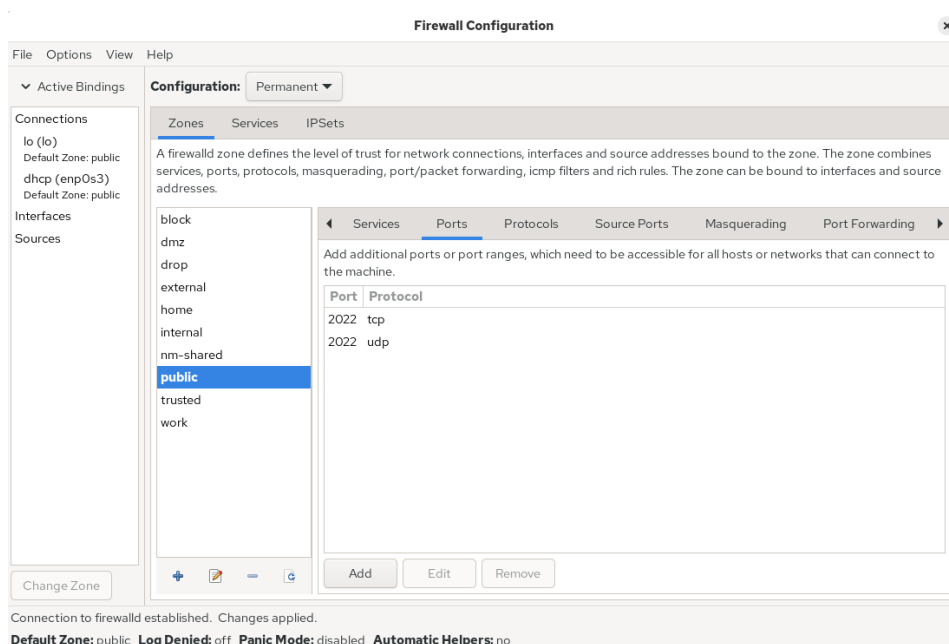 Firewall Configuration
File Options View Help
Active Bindings
Configuration: Permanent
Connections
lo (lo)
Default Zone: public
dhcp (enp0s3)
Default Zone: public
Interfaces
Sources
Change Zone
Zones Services IPSets
A firewalld zone defines the level of trust for network connections, interfaces and source addresses bound to the zone. The zone combines
services, ports, protocols, masquerading, port/packet forwarding, icmp filters and rich rules. The zone can be bound to interfaces and source
addresses.
block
dmz
drop
external
home
internal
nm-shared
public
trusted
work
Services Ports Protocols Source Ports Masquerading Port Forwarding
Add additional ports or port ranges, which need to be accessible for all hosts or networks that can connect to
the machine.
Port Protocol
2022 tcp
2022 udp
Add Edit Remove
Connection to firewalld established. Changes applied.
Default Zone: public Log Denied: off Panic Mode: disabled Automatic Helpers: no